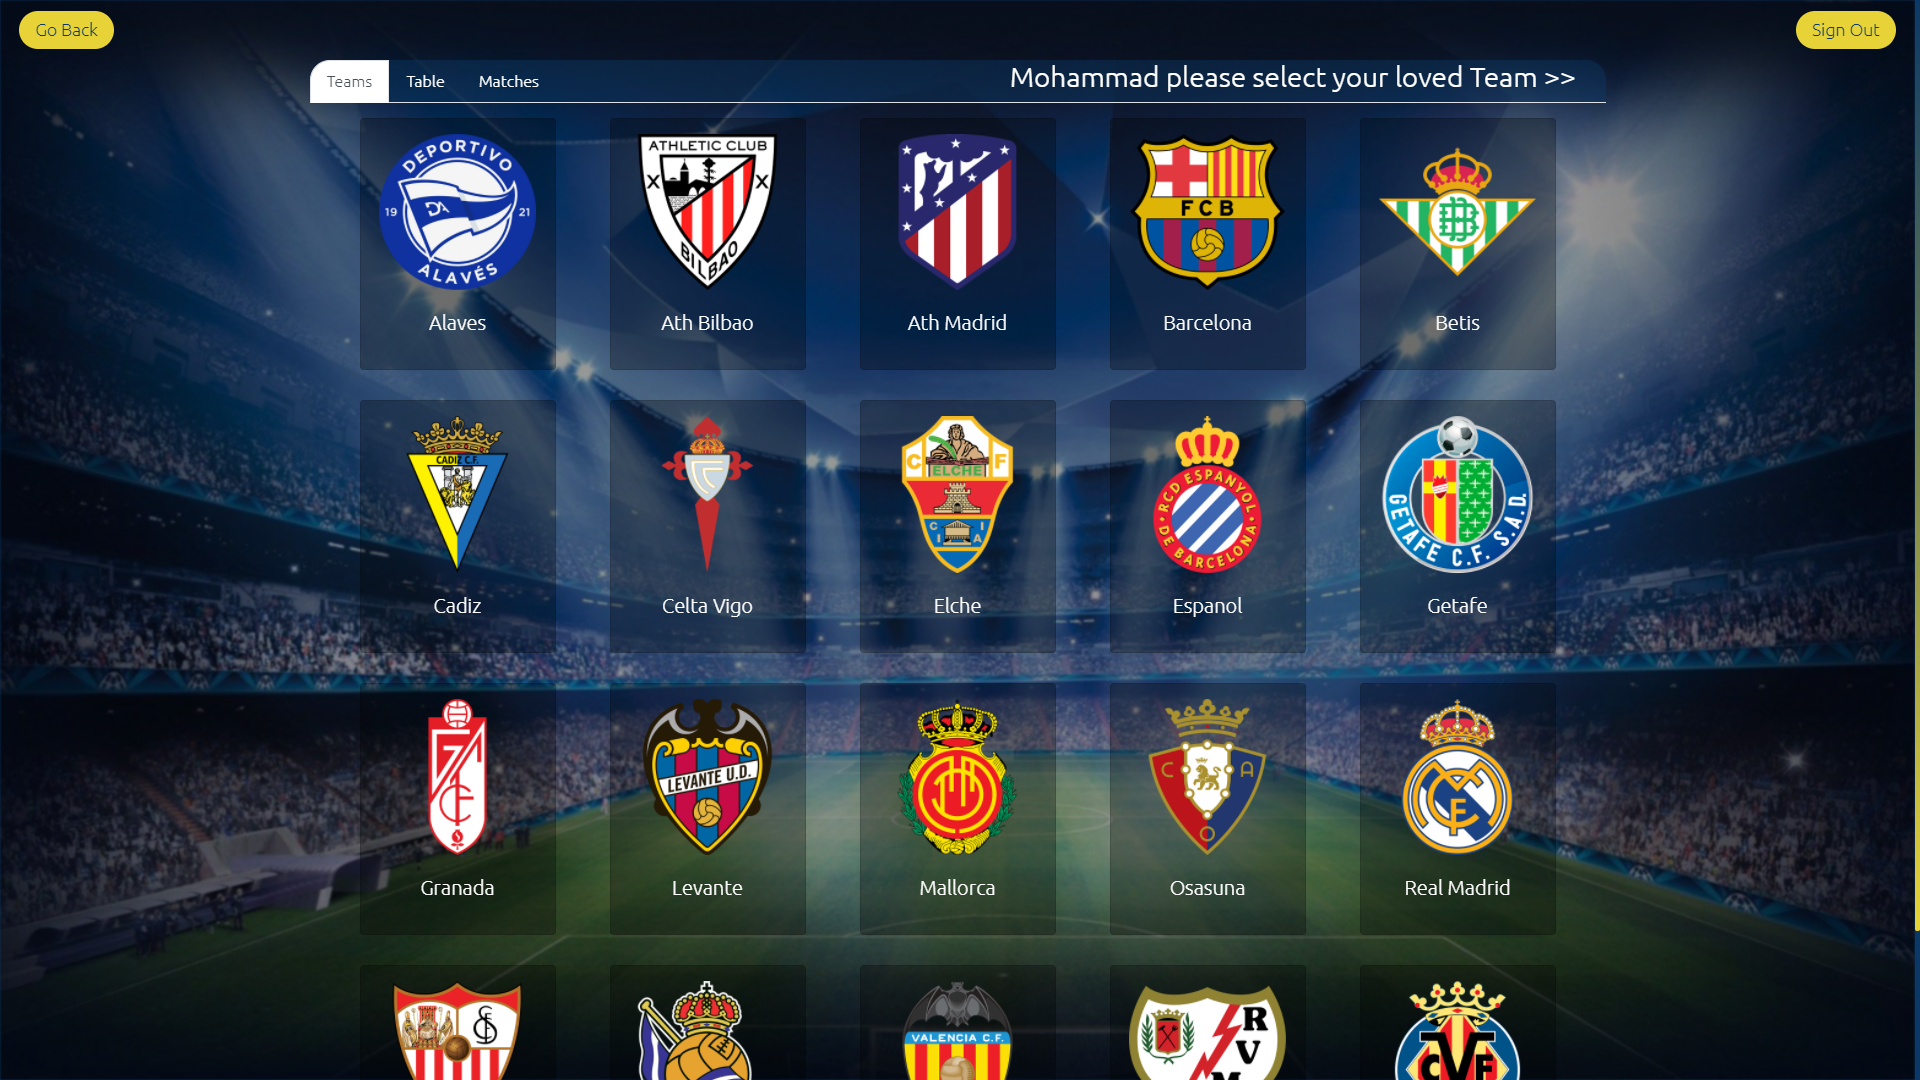 Go Back
Sign Out
Teams
Table
Matches
Mohammad please select your loved Team >>
DEPORTIVO
19 21
DA
ALAVÉS
Alaves
ATHLETIC CLUB
X X
BILBAO
Ath Bilbao
Ath Madrid
FCB
Barcelona
Betis
CADIZ C.F.
Cadiz
Celta Vigo
C F
ELCHE
C I
I A
Elche
RCD ESPANYOL
DE BARCELONA
Espanol
GETAFE C.F. S.A.D.
Getafe
Granada
LEVANTE U.D.
Levante
Mallorca
C A
O
Osasuna
Real Madrid
VALENCIA C.F.
R
V
M
CVF